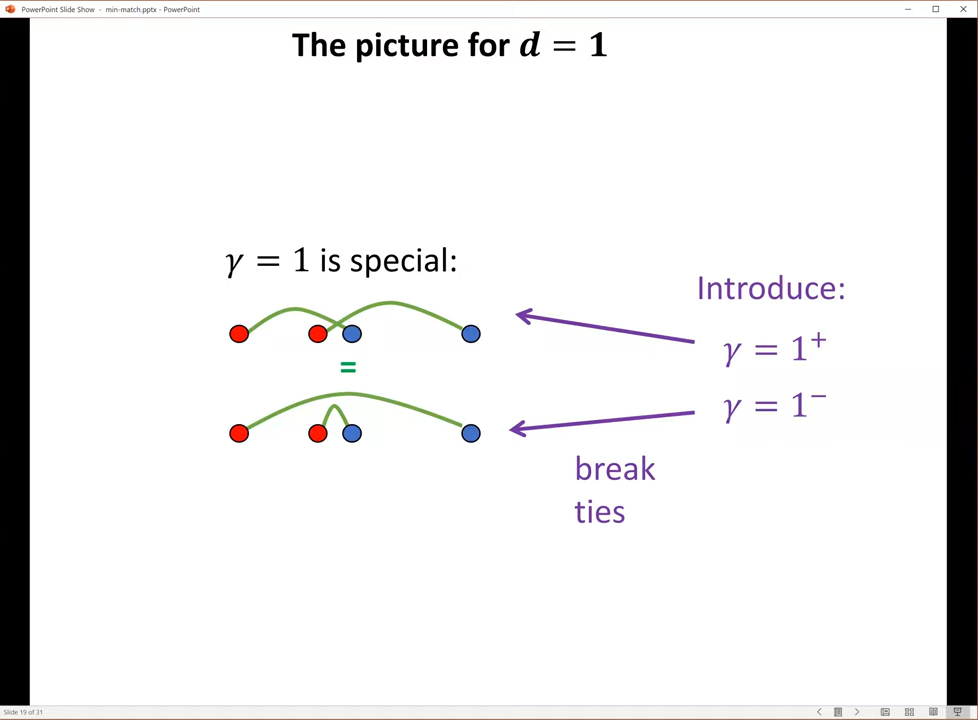 PowerPoint Slide Show - min-match.pptx - PowerPoint
The picture for d = 1
γ = 1 is special:
Introduce:
γ = 1⁺
=
γ = 1⁻
break
ties
Slide 19 of 31